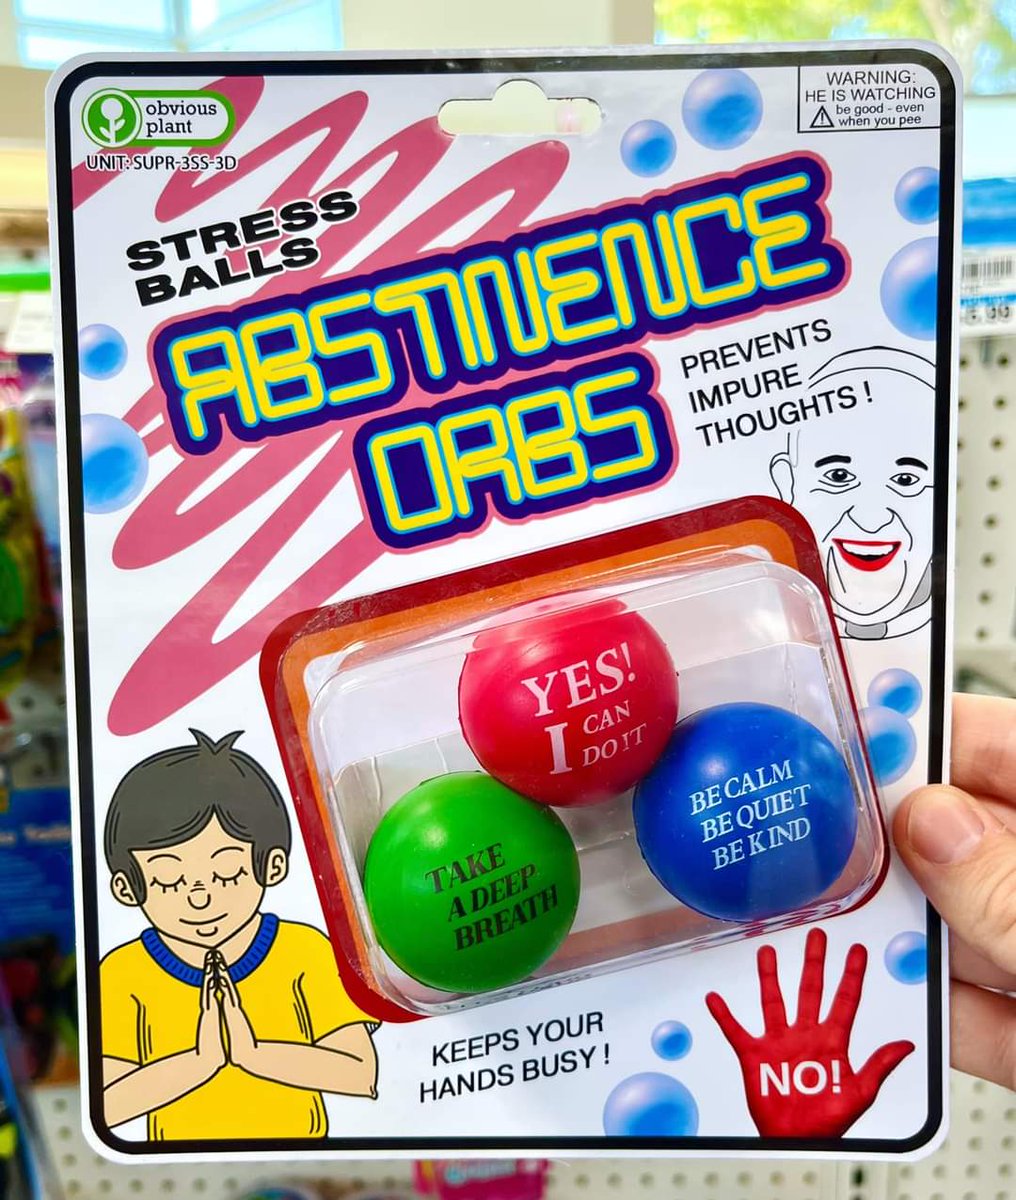 obvious
plant
UNIT: SUPR-3SS-3D
WARNING:
HE IS WATCHING
be good - even
when you pee
STRESS
BALLS
ABSTINENCE
ORBS
PREVENTS
IMPURE
THOUGHTS !
YES!
I CAN
DO IT
TAKE
A DEEP
BREATH
BE CALM
BE QUIET
BE KIND
KEEPS YOUR
HANDS BUSY !
NO!